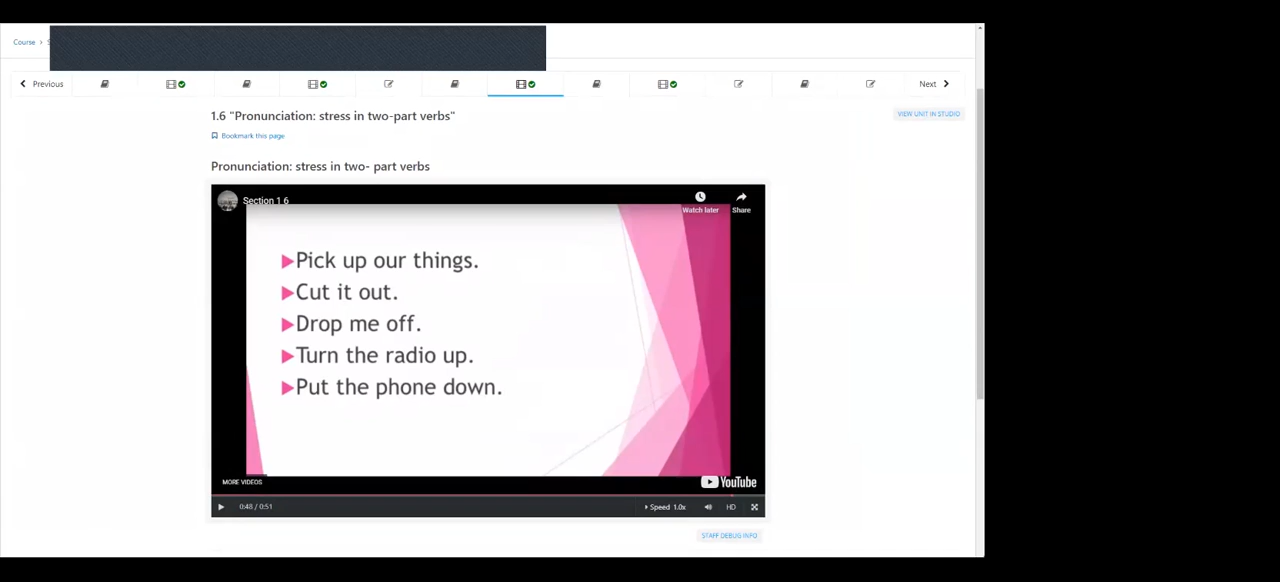 Course >
Previous
Next
1.6 "Pronunciation: stress in two-part verbs"
VIEW UNIT IN STUDIO
Bookmark this page
Pronunciation: stress in two- part verbs
Section 1 6
Watch later
Share
Pick up our things.
Cut it out.
Drop me off.
Turn the radio up.
Put the phone down.
MORE VIDEOS
YouTube
0:48 / 0:51
Speed 1.0x
HD
STAFF DEBUG INFO